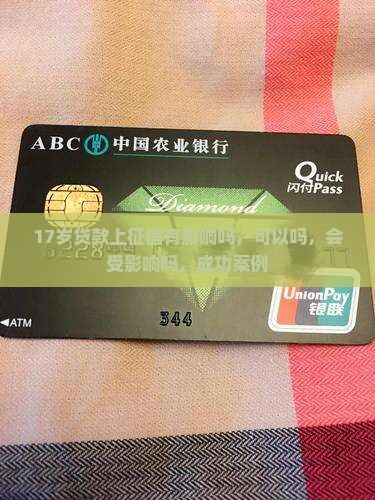 ABC 中国农业银行
Quick
闪付Pass
Diamond
17岁贷款上征信有影响吗，可以吗，会
受影响吗，成功案例
344
◀ATM
UnionPay
银联